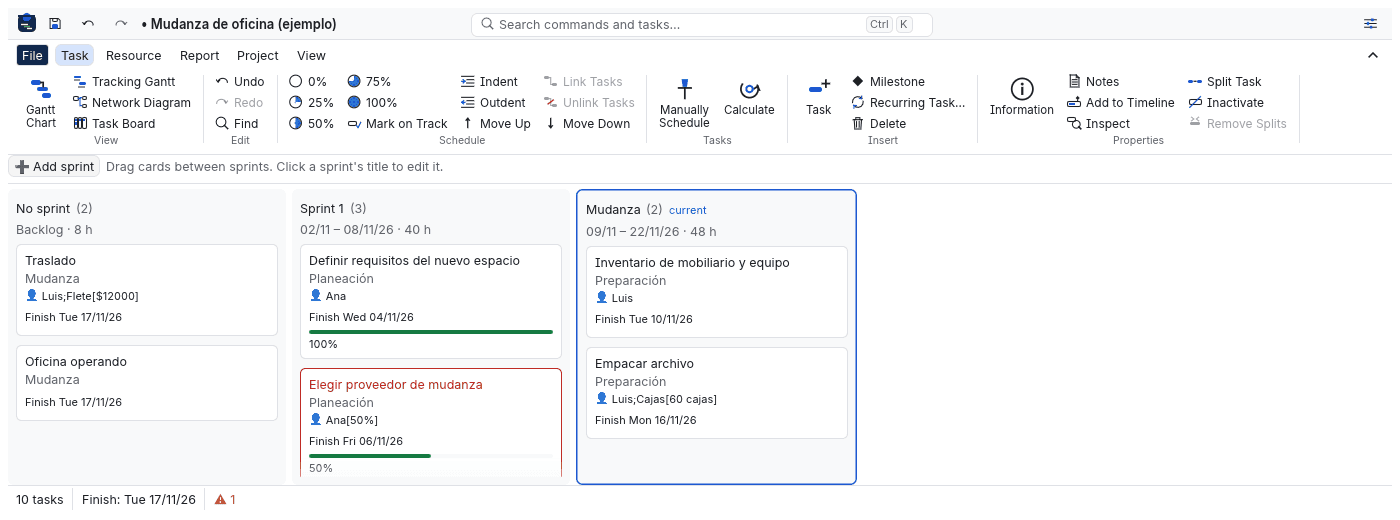 • Mudanza de oficina (ejemplo)
Search commands and tasks...
Ctrl K
File Task Resource Report Project View
Gantt Chart
Tracking Gantt
Network Diagram
Task Board
View
Undo
Redo
Find
Edit
0% 75%
25% 100%
50% Mark on Track
Indent Link Tasks
Outdent Unlink Tasks
Move Up Move Down
Schedule
Manually Schedule
Calculate
Tasks
Task
Milestone
Recurring Task...
Delete
Insert
Information
Notes Split Task
Add to Timeline Inactivate
Inspect Remove Splits
Properties
Add sprint Drag cards between sprints. Click a sprint's title to edit it.
No sprint (2)
Backlog · 8 h
Traslado
Mudanza
Luis;Flete[$12000]
Finish Tue 17/11/26
Oficina operando
Mudanza
Finish Tue 17/11/26
Sprint 1 (3)
02/11 – 08/11/26 · 40 h
Definir requisitos del nuevo espacio
Planeación
Ana
Finish Wed 04/11/26
100%
Elegir proveedor de mudanza
Planeación
Ana[50%]
Finish Fri 06/11/26
50%
Mudanza (2) current
09/11 – 22/11/26 · 48 h
Inventario de mobiliario y equipo
Preparación
Luis
Finish Tue 10/11/26
Empacar archivo
Preparación
Luis;Cajas[60 cajas]
Finish Mon 16/11/26
10 tasks Finish: Tue 17/11/26 1